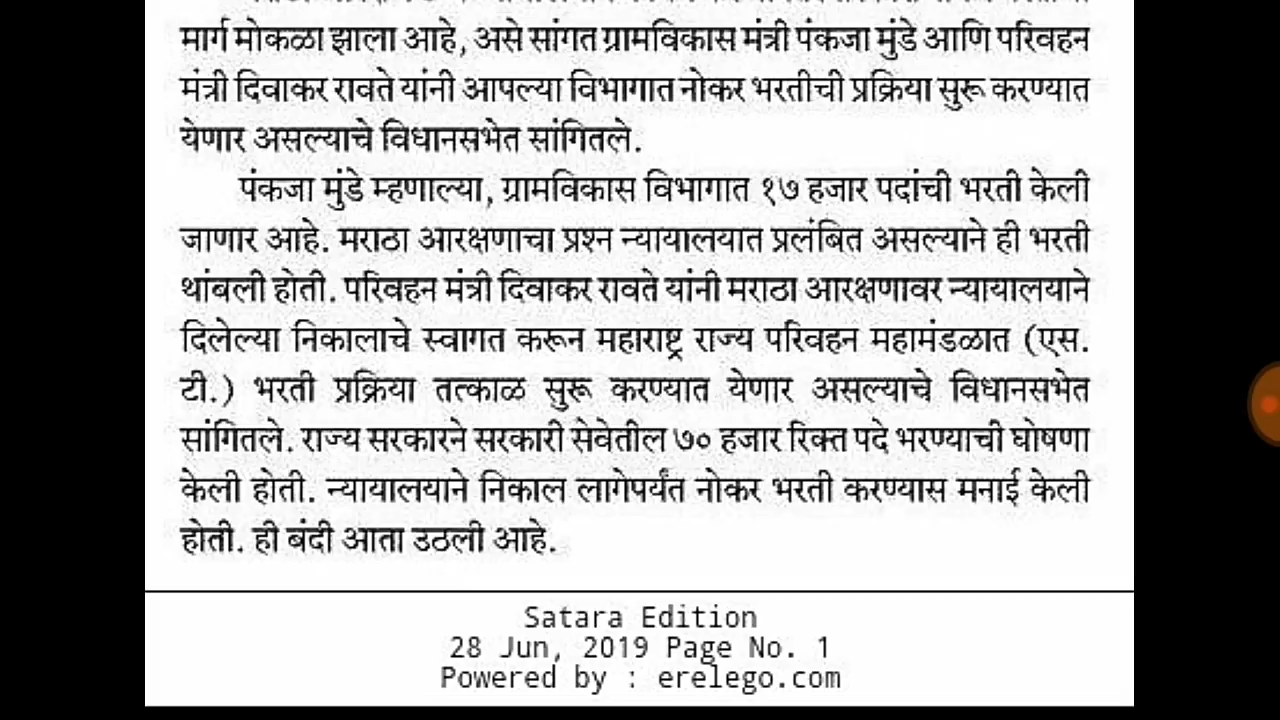 मार्ग मोकळा झाला आहे, असे सांगत ग्रामविकास मंत्री पंकजा मुंडे आणि परिवहन
मंत्री दिवाकर रावते यांनी आपल्या विभागात नोकर भरतीची प्रक्रिया सुरू करण्यात
येणार असल्याचे विधानसभेत सांगितले.
पंकजा मुंडे म्हणाल्या, ग्रामविकास विभागात १७ हजार पदांची भरती केली
जाणार आहे. मराठा आरक्षणाचा प्रश्न न्यायालयात प्रलंबित असल्याने ही भरती
थांबली होती. परिवहन मंत्री दिवाकर रावते यांनी मराठा आरक्षणावर न्यायालयाने
दिलेल्या निकालाचे स्वागत करून महाराष्ट्र राज्य परिवहन महामंडळात (एस.
टी.) भरती प्रक्रिया तत्काळ सुरू करण्यात येणार असल्याचे विधानसभेत
सांगितले. राज्य सरकारने सरकारी सेवेतील ७० हजार रिक्त पदे भरण्याची घोषणा
केली होती. न्यायालयाने निकाल लागेपर्यंत नोकर भरती करण्यास मनाई केली
होती. ही बंदी आता उठली आहे.
Satara Edition
28 Jun, 2019 Page No. 1
Powered by : erelego.com